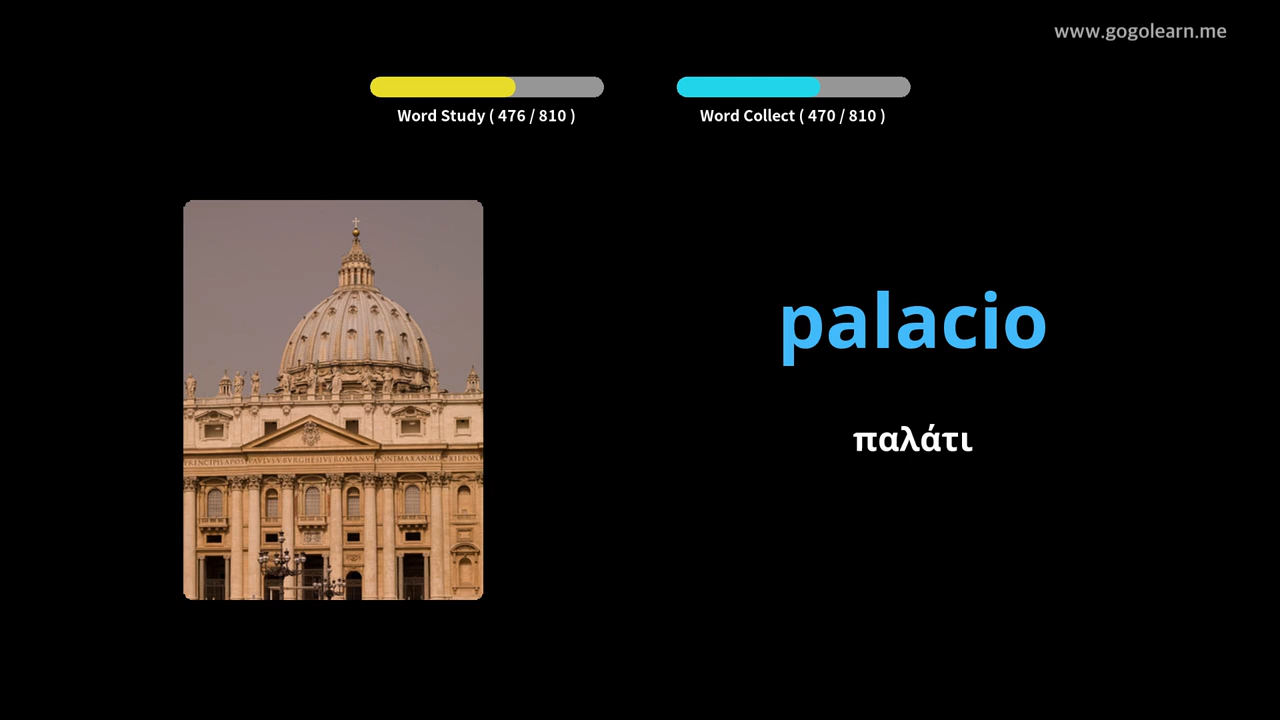 www.gogolearn.me
Word Study ( 476 / 810 )
Word Collect ( 470 / 810 )
palacio
παλάτι